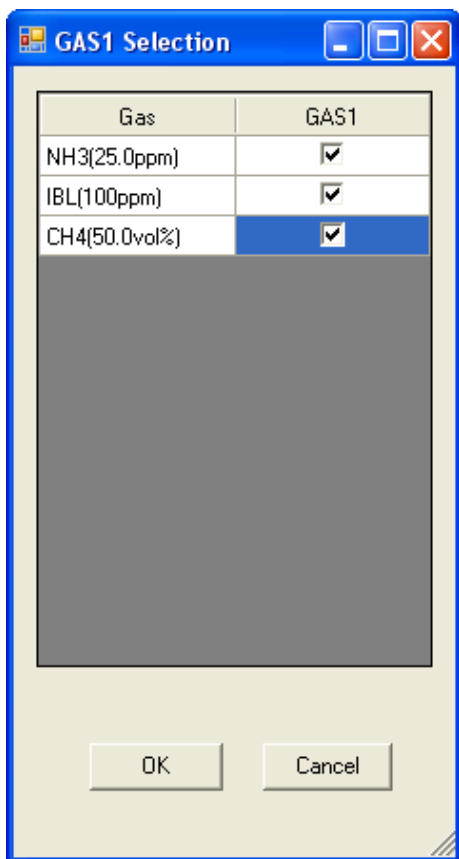 GAS1 Selection
Gas GAS1
NH3(25.0ppm)
IBL(100ppm)
CH4(50.0vol%)
OK Cancel